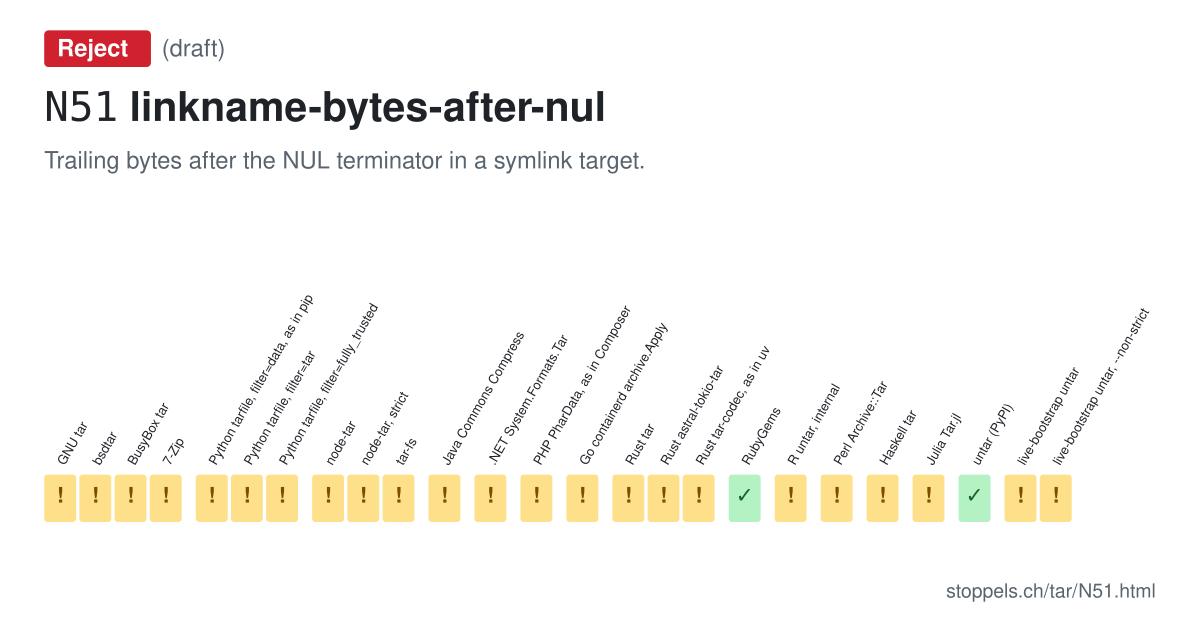 Reject (draft)
N51 linkname-bytes-after-nul
Trailing bytes after the NUL terminator in a symlink target.
GNU tar
bsdtar
BusyBox tar
7-Zip
Python tarfile, filter=data, as in pip
Python tarfile, filter=tar
Python tarfile, filter=fully_trusted
node-tar
node-tar, strict
tar-fs
Java Commons Compress
.NET System.Formats.Tar
PHP PharData, as in Composer
Go containerd archive.Apply
Rust tar
Rust astral-tokio-tar
Rust tar-codec, as in uv
RubyGems
R untar, internal
Perl Archive::Tar
Haskell tar
Julia Tar.jl
untar (PyPI)
live-bootstrap untar
live-bootstrap untar, --non-strict
! ! ! ! ! ! ! ! ! ! ! ! ! ! ! ! ! ✓ ! ! ! ! ✓ ! !
stoppels.ch/tar/N51.html